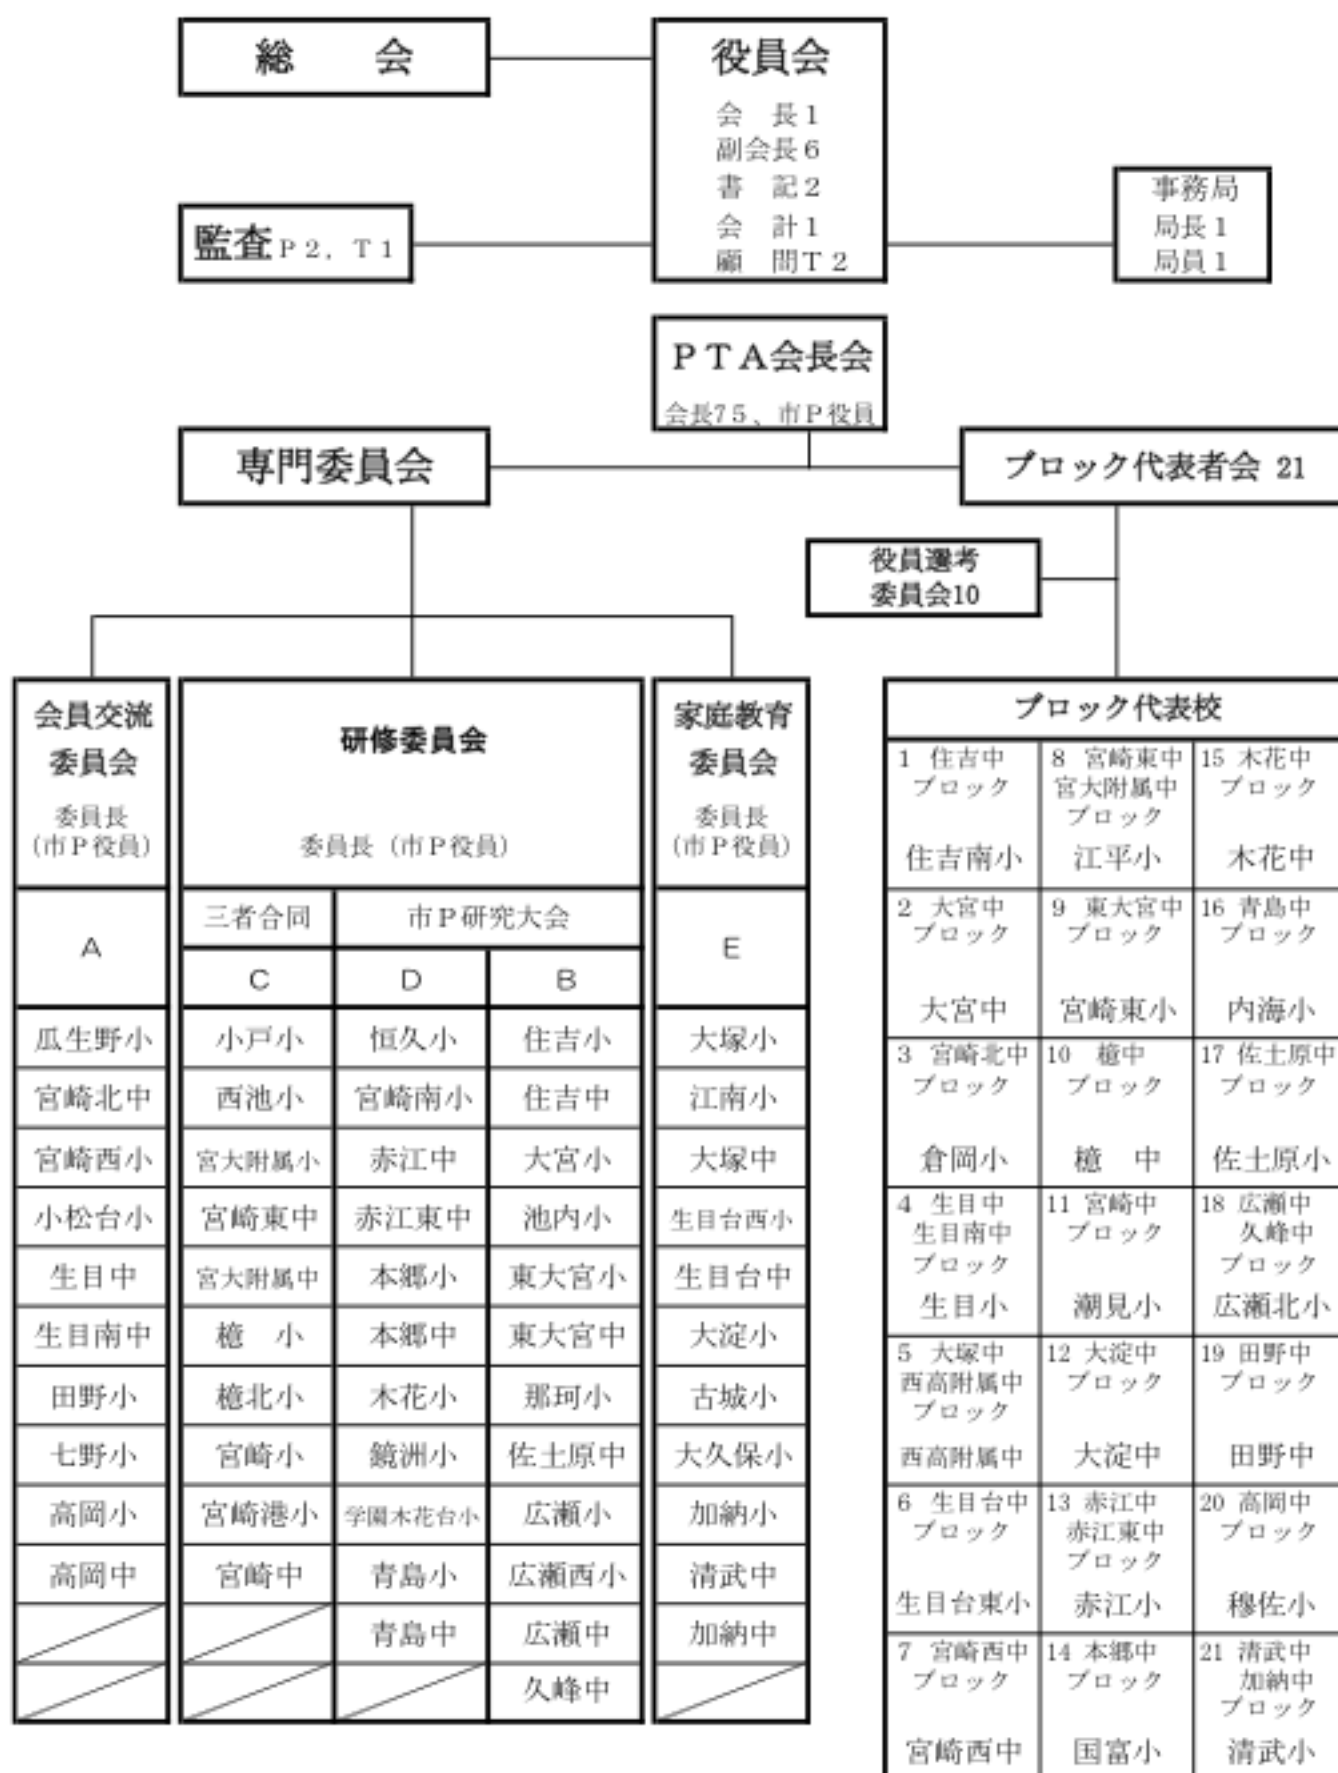 総　会
役員会
会　長1
副会長6
書　記2
会　計1
顧　問T2
監査P2，T1
事務局
局長1
局員1
PTA会長会
会長75、市P役員
専門委員会
ブロック代表者会 21
役員選考
委員会10
会員交流
委員会
委員長
(市P役員)
研修委員会
委員長（市P役員）
家庭教育
委員会
委員長
(市P役員)
A
三者合同
市P研究大会
C
D
B
E
瓜生野小 小戸小 恒久小 住吉小 大塚小
宮崎北中 西池小 宮崎南小 住吉中 江南小
宮崎西小 宮大附属小 赤江中 大宮小 大塚中
小松台小 宮崎東中 赤江東中 池内小 生目台西小
生目中 宮大附属中 本郷小 東大宮小 生目台中
生目南中 檍　小 本郷中 東大宮中 大淀小
田野小 檍北小 木花小 那珂小 古城小
七野小 宮崎小 鏡洲小 佐土原中 大久保小
高岡小 宮崎港小 学園木花台小 広瀬小 加納小
高岡中 宮崎中 青島小 広瀬西小 清武中
青島中 広瀬中 加納中
久峰中
ブロック代表校
1 住吉中
ブロック
住吉南小
8 宮崎東中
宮大附属中
ブロック
江平小
15 木花中
ブロック
木花中
2 大宮中
ブロック
大宮中
9 東大宮中
ブロック
宮崎東小
16 青島中
ブロック
内海小
3 宮崎北中
ブロック
倉岡小
10 檍中
ブロック
檍　中
17 佐土原中
ブロック
佐土原小
4 生目中
生目南中
ブロック
生目小
11 宮崎中
ブロック
潮見小
18 広瀬中
久峰中
ブロック
広瀬北小
5 大塚中
西高附属中
ブロック
西高附属中
12 大淀中
ブロック
大淀中
19 田野中
ブロック
田野中
6 生目台中
ブロック
生目台東小
13 赤江中
赤江東中
ブロック
赤江小
20 高岡中
ブロック
穆佐小
7 宮崎西中
ブロック
宮崎西中
14 本郷中
ブロック
国富小
21 清武中
加納中
ブロック
清武小